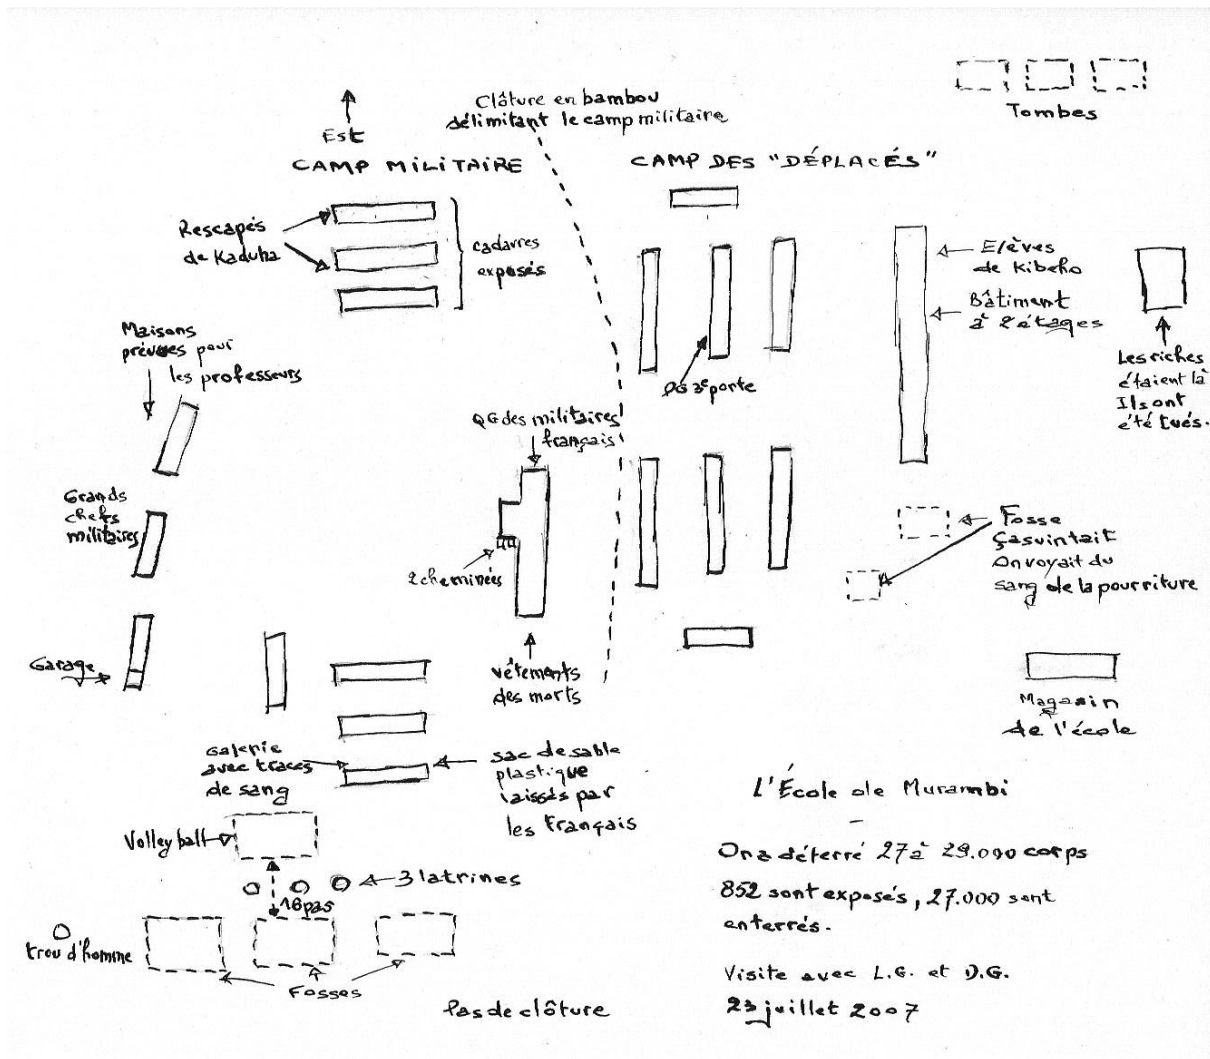 Tombes
Clôture en bambou
délimitant le camp militaire
Est
CAMP MILITAIRE
CAMP DES "DÉPLACÉS"
Rescapés
de Kaduha
cadavres
exposés
Elèves
de Kibeho
Bâtiment
à 2 étages
Les riches
étaient là
Ils ont
été tués.
Maisons
prévues pour
les professeurs
DG 3e porte
QG des militaires
français
Grands
chefs
militaires
2 cheminées
Fosse
Ça suintait
On voyait du
sang de la pourriture
Garage
vêtements
des morts
Magasin
de l'école
Galerie
avec traces
de sang
sac de sable
plastique
laissés par
les Français
L'École de Murambi
Volley ball
On a déterré 27 à 29.000 corps
3 latrines
852 sont exposés, 27.000 sont
enterrés.
16 pas
trou d'homme
Fosses
Visite avec L.G. et D.G.
23 juillet 2007
Pas de clôture